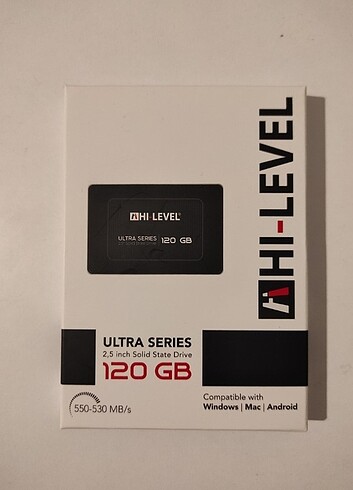 HI-LEVEL
HI-LEVEL
ULTRA SERIES
120 GB
ULTRA SERIES
2,5 inch Solid State Drive
120 GB
550-530 MB/s
Compatible with
Windows | Mac | Android